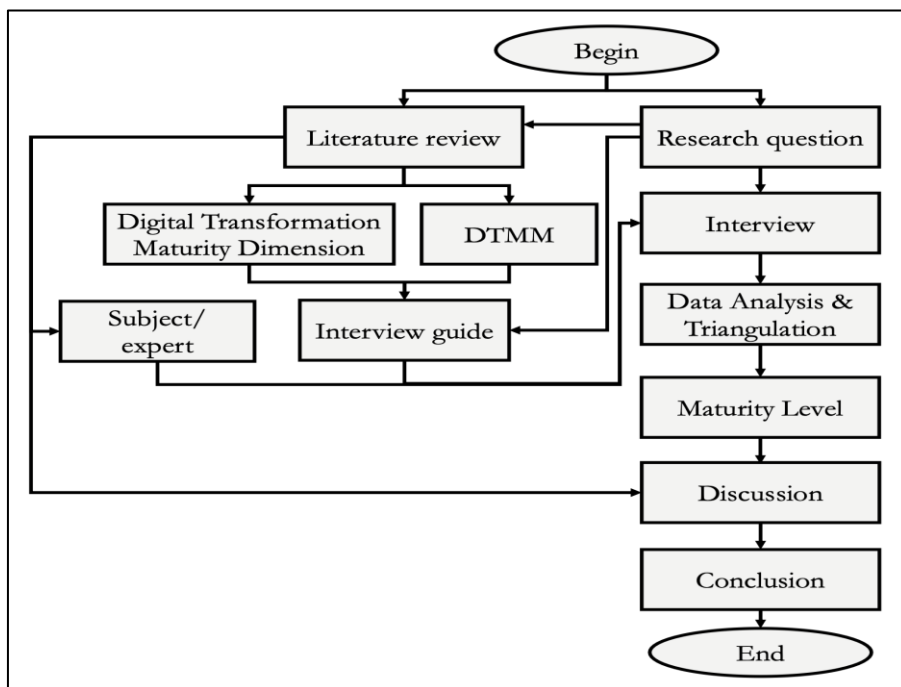 Begin
Literature review
Research question
Digital Transformation
Maturity Dimension
DTMM
Interview
Subject/
expert
Interview guide
Data Analysis &
Triangulation
Maturity Level
Discussion
Conclusion
End